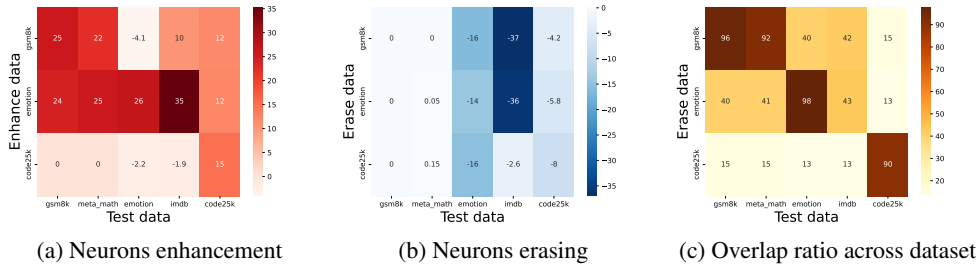 Enhance data
gsm8k
emotion
code25k
25 22 -4.1 10 12
24 25 26 35 12
0 0 -2.2 -1.9 15
gsm8k meta_math emotion imdb code25k
Test data
35
30
25
20
15
10
5
0
(a) Neurons enhancement
Erase data
gsm8k
emotion
code25k
0 0 -16 -37 -4.2
0 0.05 -14 -36 -5.8
0 0.15 -16 -2.6 -8
gsm8k meta_math emotion imdb code25k
Test data
0
−5
−10
−15
−20
−25
−30
−35
(b) Neurons erasing
Erase data
gsm8k
emotion
code25k
96 92 40 42 15
40 41 98 43 13
15 15 13 13 90
gsm8k meta_math emotion imdb code25k
Test data
90
80
70
60
50
40
30
20
(c) Overlap ratio across dataset